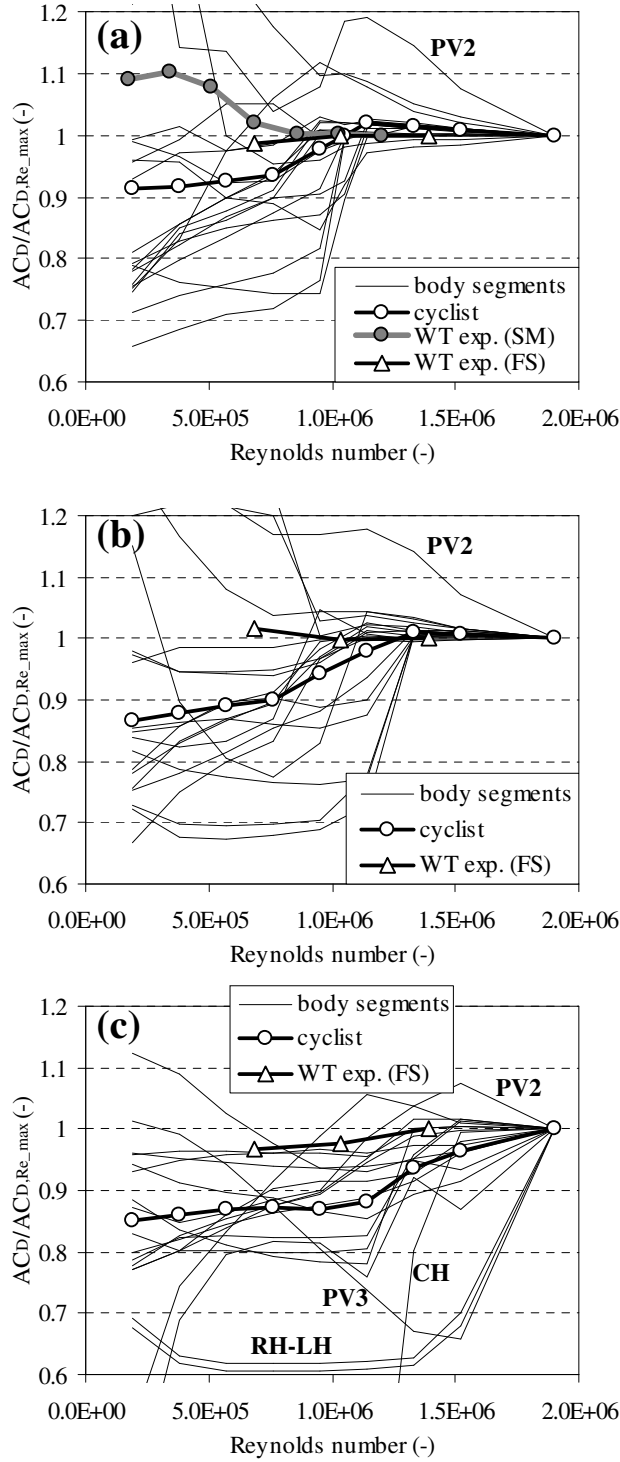 (a)
PV2
1.2
1.1
1
0.9
0.8
0.7
0.6
ACD/ACD,Re_max (-)
body segments
cyclist
WT exp. (SM)
WT exp. (FS)
0.0E+00 5.0E+05 1.0E+06 1.5E+06 2.0E+06
Reynolds number (-)
(b)
PV2
1.2
1.1
1
0.9
0.8
0.7
0.6
ACD/ACD,Re_max (-)
body segments
cyclist
WT exp. (FS)
0.0E+00 5.0E+05 1.0E+06 1.5E+06 2.0E+06
Reynolds number (-)
(c)
body segments
cyclist
WT exp. (FS)
PV2
1.2
1.1
1
0.9
0.8
0.7
0.6
ACD/ACD,Re_max (-)
CH
PV3
RH-LH
0.0E+00 5.0E+05 1.0E+06 1.5E+06 2.0E+06
Reynolds number (-)